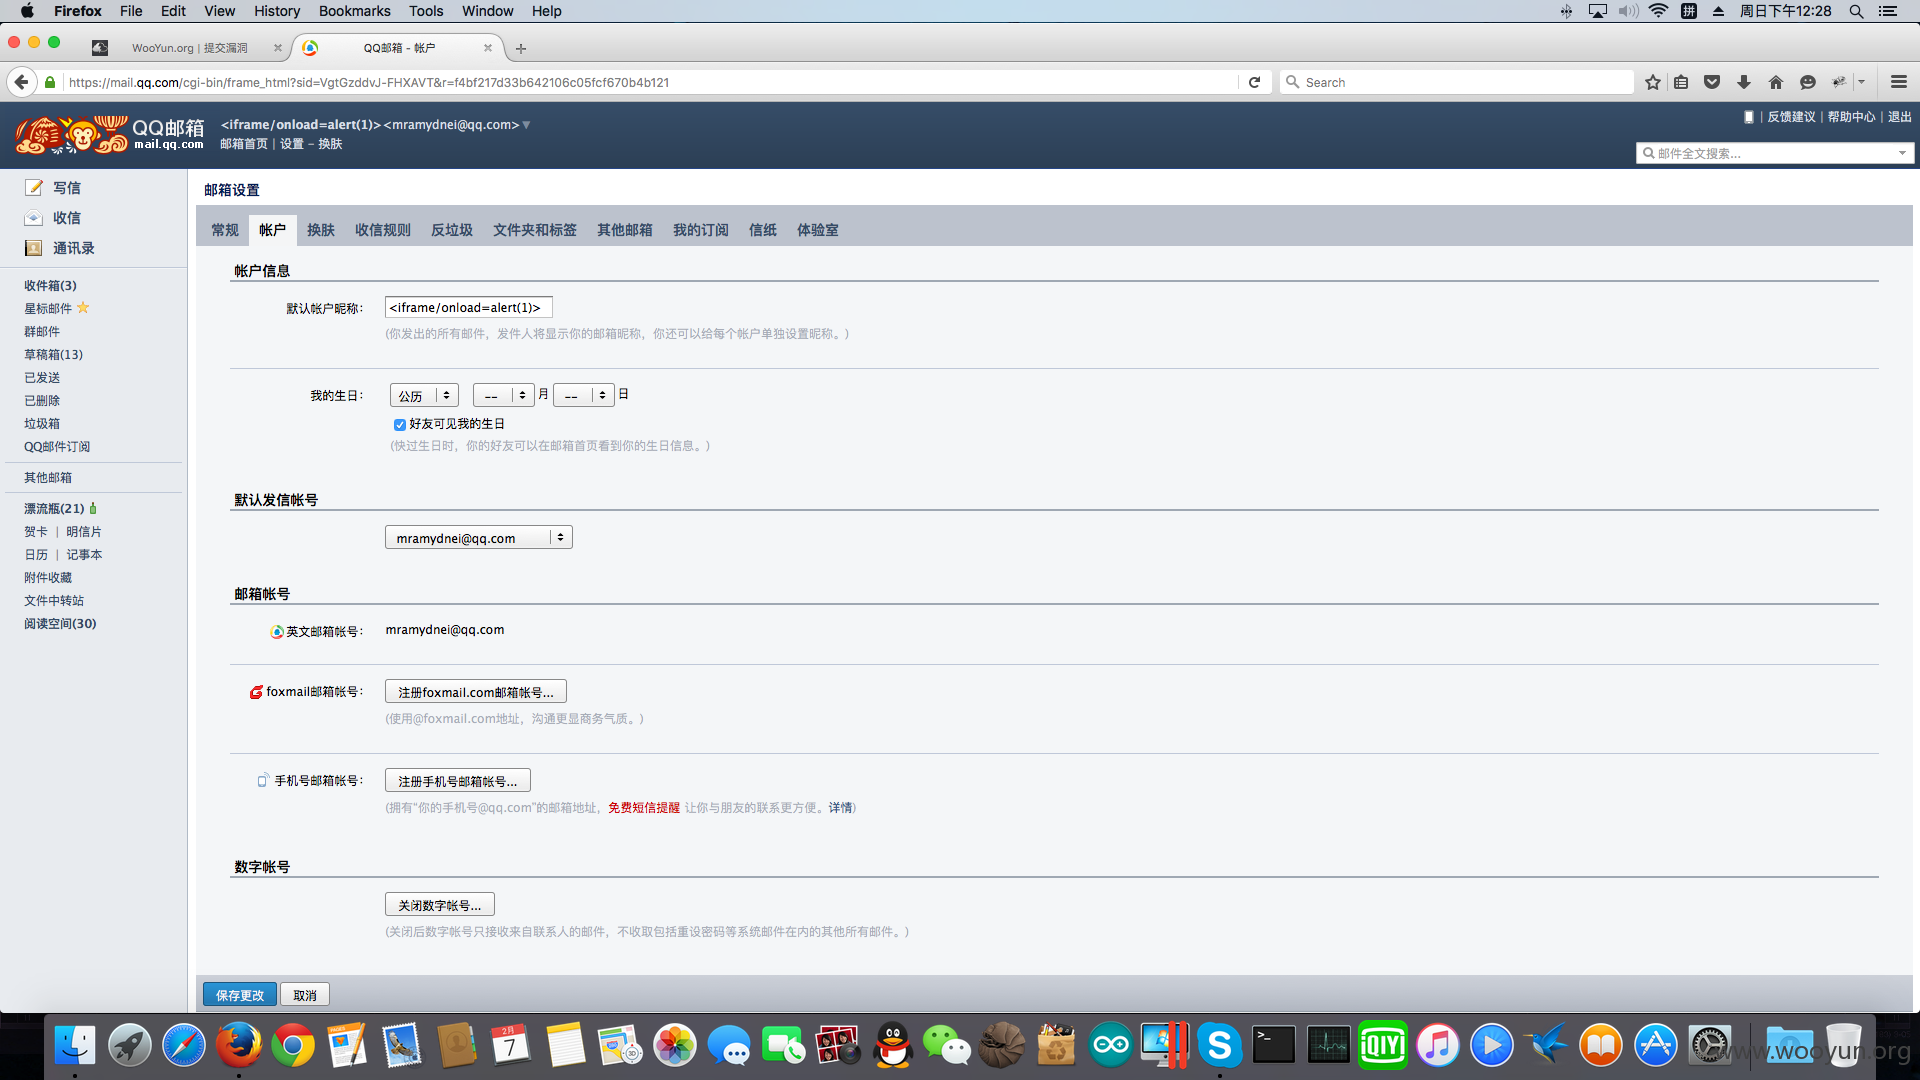 Firefox File Edit View History Bookmarks Tools Window Help
拼 周日下午12:28
WooYun.org | 提交漏洞
QQ邮箱 - 帐户
https://mail.qq.com/cgi-bin/frame_html?sid=VgtGzddvJ-FHXAVT&r=f4bf217d33b642106c05fcf670b4b121
Search
QQ邮箱
mail.qq.com
<iframe/onload=alert(1)> <mramydnei@qq.com>
邮箱首页 | 设置 - 换肤
| 反馈建议 | 帮助中心 | 退出
邮件全文搜索...
写信
收信
通讯录
收件箱(3)
星标邮件
群邮件
草稿箱(13)
已发送
已删除
垃圾箱
QQ邮件订阅
其他邮箱
漂流瓶(21)
贺卡 | 明信片
日历 | 记事本
附件收藏
文件中转站
阅读空间(30)
邮箱设置
常规 帐户 换肤 收信规则 反垃圾 文件夹和标签 其他邮箱 我的订阅 信纸 体验室
帐户信息
默认帐户昵称: <iframe/onload=alert(1)>
(你发出的所有邮件，发件人将显示你的邮箱昵称，你还可以给每个帐户单独设置昵称。)
我的生日: 公历 -- 月 -- 日
好友可见我的生日
(快过生日时，你的好友可以在邮箱首页看到你的生日信息。)
默认发信帐号
mramydnei@qq.com
邮箱帐号
英文邮箱帐号: mramydnei@qq.com
foxmail邮箱帐号: 注册foxmail.com邮箱帐号...
(使用@foxmail.com地址，沟通更显商务气质。)
手机号邮箱帐号: 注册手机号邮箱帐号...
(拥有“你的手机号@qq.com”的邮箱地址，免费短信提醒 让你与朋友的联系更方便。详情)
数字帐号
关闭数字帐号...
(关闭后数字帐号只接收来自联系人的邮件，不收取包括重设密码等系统邮件在内的其他所有邮件。)
保存更改 取消
PAGES
2月
7
3D
iQIYI
www.wooyun.org